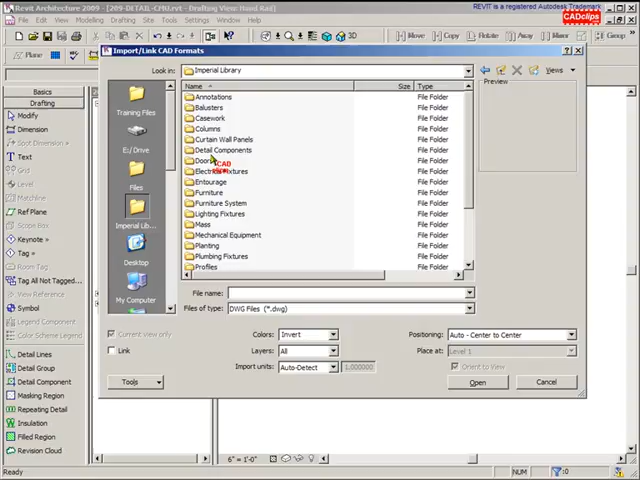 Revit Architecture 2009 - [209-DETAIL-CMU.rvt - Drafting View: Hand Rail]
REVIT is a registered Autodesk Trademark
CADclips
File Edit View Modelling Drafting Site Tools Settings Window Help
3D
Move Copy Rotate Array
Plane
Import/Link CAD Formats
Look in: Imperial Library
Views
Name Size Type
Preview
Annotations File Folder
Balusters File Folder
Casework File Folder
Columns File Folder
Curtain Wall Panels File Folder
Detail Components File Folder
Doors File Folder
Electrical Fixtures File Folder
Entourage File Folder
Furniture File Folder
Furniture System File Folder
Lighting Fixtures File Folder
Mass File Folder
Mechanical Equipment File Folder
Planting File Folder
Plumbing Fixtures File Folder
Profiles File Folder
CAD
Training Files
E:/ Drive
Files
Imperial Lib...
Desktop
My Computer
File name:
Files of type: DWG Files (*.dwg)
Current view only
Link
Colors: Invert
Layers: All
Import units: Auto-Detect 1.000000
Positioning: Auto - Center to Center
Place at: Level 1
Orient to View
Tools
Open
Cancel
Basics
Drafting
Modify
Dimension
Spot Dimension
Text
Grid
Level
Matchline
Ref Plane
Scope Box
Keynote »
Tag »
Room Tag
Tag All Not Tagged...
View Reference
Symbol
Legend Component
Color Scheme Legend
Detail Lines
Detail Group
Detail Component
Masking Region
Repeating Detail
Insulation
Filled Region
Revision Cloud
6" = 1'-0"
Ready
NUM
:0